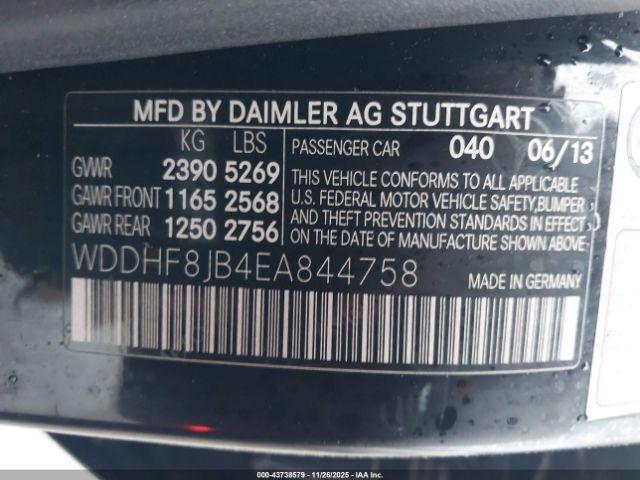 MFD BY DAIMLER AG STUTTGART
KG LBS
GVWR 2390 5269
GAWR FRONT 1165 2568
GAWR REAR 1250 2756
PASSENGER CAR 040 06/13
THIS VEHICLE CONFORMS TO ALL APPLICABLE
U.S. FEDERAL MOTOR VEHICLE SAFETY,BUMPER
AND THEFT PREVENTION STANDARDS IN EFFECT
ON THE DATE OF MANUFACTURE SHOWN ABOVE
WDDHF8JB4EA844758 MADE IN GERMANY
© IAA Stock# - 43738579 - 11/26/2025 - IAA Inc.